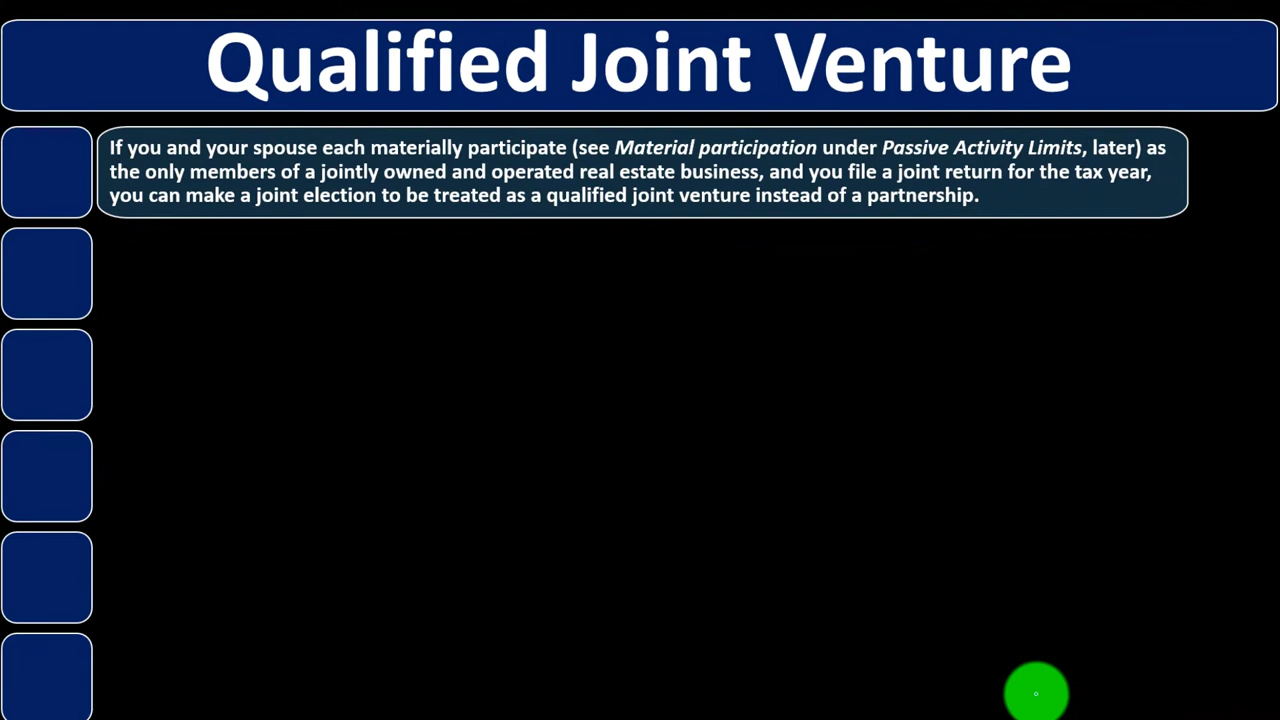 Qualified Joint Venture
If you and your spouse each materially participate (see Material participation under Passive Activity Limits, later) as
the only members of a jointly owned and operated real estate business, and you file a joint return for the tax year,
you can make a joint election to be treated as a qualified joint venture instead of a partnership.